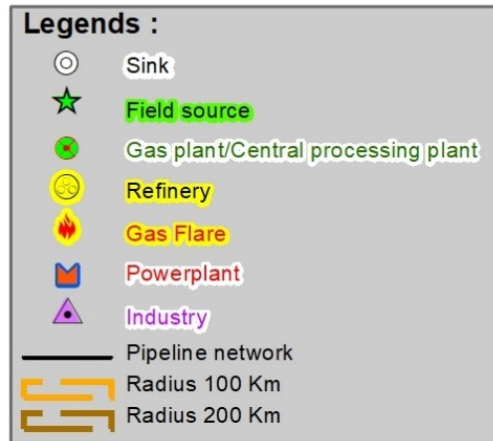 Legends :
Sink
Field source
Gas plant/Central processing plant
Refinery
Gas Flare
Powerplant
Industry
Pipeline network
Radius 100 Km
Radius 200 Km